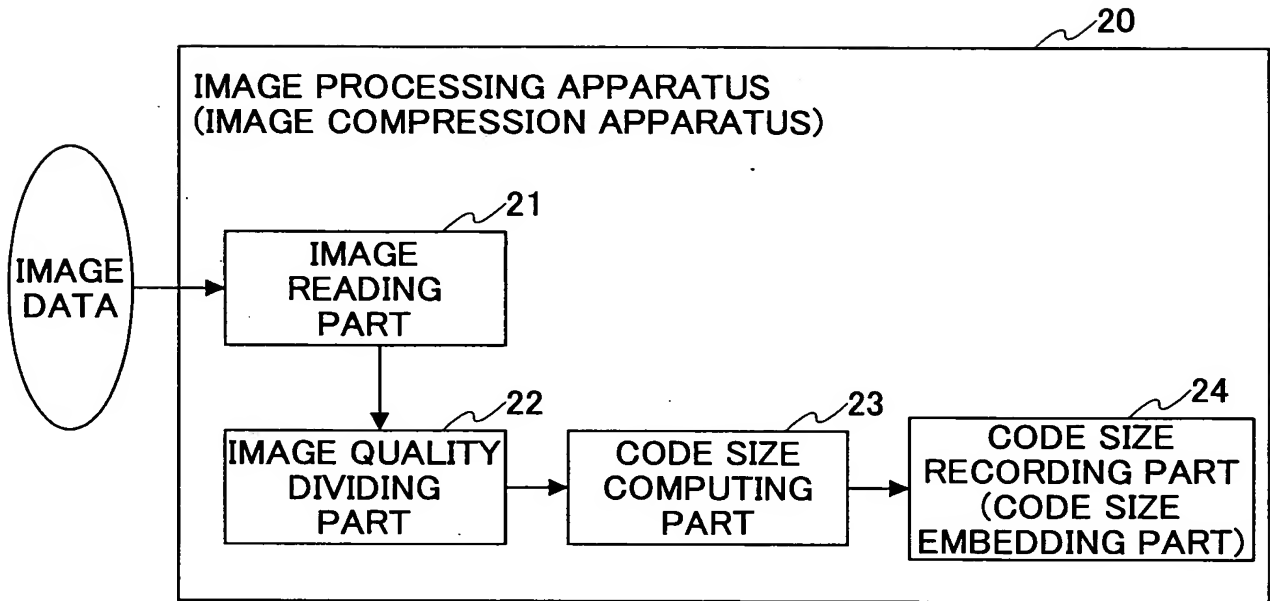 20
IMAGE PROCESSING APPARATUS
(IMAGE COMPRESSION APPARATUS)
IMAGE
DATA
21
IMAGE
READING
PART
22
IMAGE QUALITY
DIVIDING
PART
23
CODE SIZE
COMPUTING
PART
24
CODE SIZE
RECORDING PART
(CODE SIZE
EMBEDDING PART)